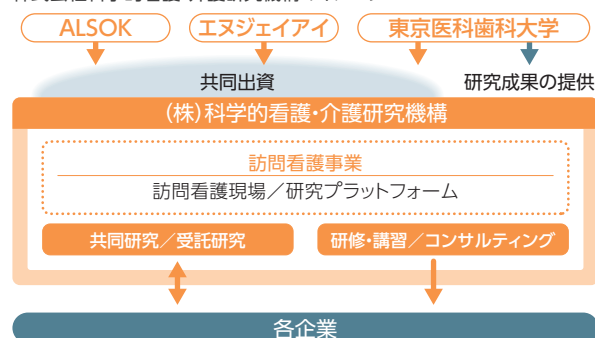 ALSOK エヌジェイアイ 東京医科歯科大学
共同出資 研究成果の提供
(株)科学的看護・介護研究機構
訪問看護事業
訪問看護現場／研究プラットフォーム
共同研究／受託研究 研修・講習／コンサルティング
各企業